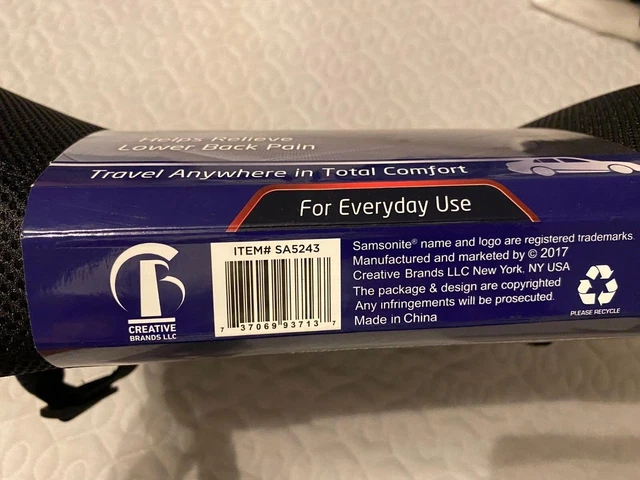 Helps Relieve
Lower Back Pain
Travel Anywhere in Total Comfort
For Everyday Use
CREATIVE
BRANDS LLC
ITEM# SA5243
7 37069 93713 7
Samsonite® name and logo are registered trademarks.
Manufactured and marketed by © 2017
Creative Brands LLC New York, NY USA
The package & design are copyrighted
Any infringements will be prosecuted.
Made in China
PLEASE RECYCLE